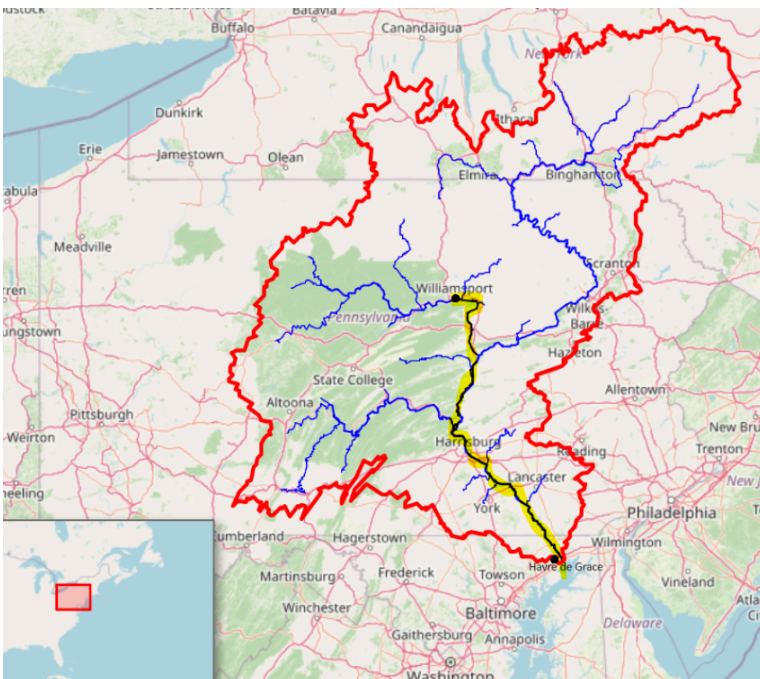 Batavia
Buffalo
Canandaigua
New York
Dunkirk
Ithaca
Erie
Jamestown
Olean
Elmira
Binghamton
Meadville
Scranton
Williamsport
Pennsylvania
Wilkes-
Barre
Hazleton
State College
Altoona
Allentown
Pittsburgh
Weirton
Harrisburg
Reading
Trenton
Lancaster
York
Philadelphia
Wilmington
Hagerstown
Havre de Grace
Martinsburg
Frederick
Towson
Vineland
Winchester
Baltimore
Gaithersburg
Annapolis
Delaware
Washington